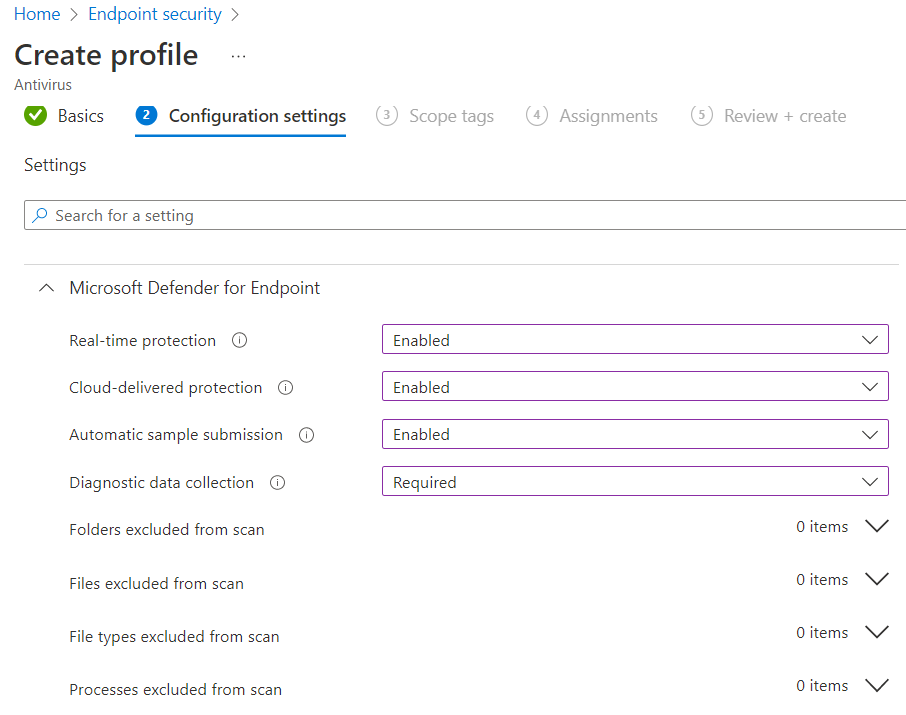 Home > Endpoint security >
Create profile ...
Antivirus
Basics 2 Configuration settings 3 Scope tags 4 Assignments 5 Review + create
Settings
Search for a setting
Microsoft Defender for Endpoint
Real-time protection Enabled
Cloud-delivered protection Enabled
Automatic sample submission Enabled
Diagnostic data collection Required
Folders excluded from scan 0 items
Files excluded from scan 0 items
File types excluded from scan 0 items
Processes excluded from scan 0 items